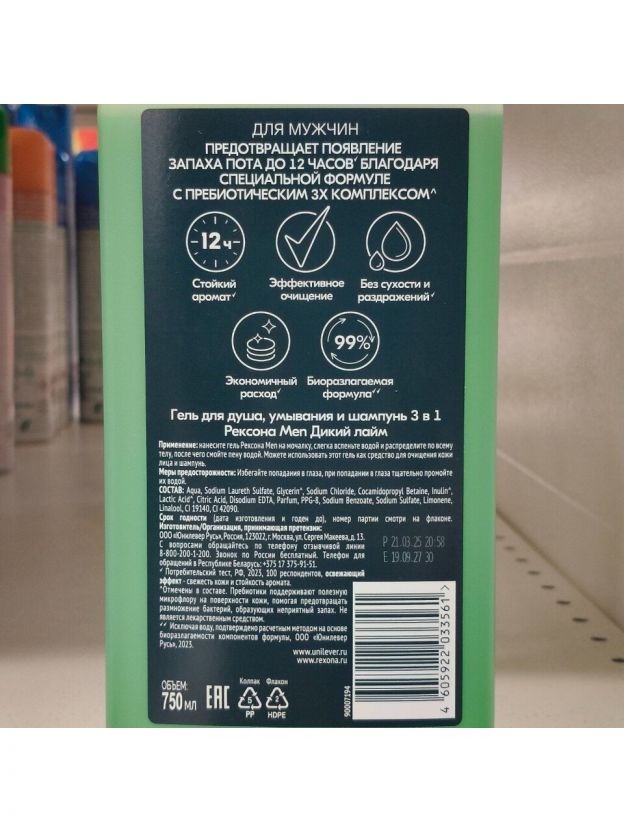 ДЛЯ МУЖЧИН
ПРЕДОТВРАЩАЕТ ПОЯВЛЕНИЕ
ЗАПАХА ПОТА ДО 12 ЧАСОВ✓ БЛАГОДАРЯ
СПЕЦИАЛЬНОЙ ФОРМУЛЕ
С ПРЕБИОТИЧЕСКИМ 3X КОМПЛЕКСОМ^
12 ч
Стойкий
аромат✓
Эффективное
очищение
Без сухости и
раздражений✓
Экономичный
расход✓
99%
Биоразлагаемая
формула✓✓
Гель для душа, умывания и шампунь 3 в 1
Рексона Men Дикий лайм
Применение: нанесите гель Рексона Men на мочалку, слегка вспеньте водой и распределите по всему
телу, после чего смойте пену водой. Можете использовать этот гель как средство для очищения кожи
лица и шампунь.
Меры предосторожности: Избегайте попадания в глаза, при попадании в глаза тщательно промойте
их водой.
СОСТАВ: Aqua, Sodium Laureth Sulfate, Glycerin*, Sodium Chloride, Cocamidopropyl Betaine, Inulin*,
Lactic Acid*, Citric Acid, Disodium EDTA, Parfum, PPG-8, Sodium Benzoate, Sodium Sulfate, Limonene,
Linalool, CI 19140, CI 42090.
Срок годности (дата изготовления и годен до), номер партии смотри на флаконе.
Изготовитель/Организация, принимающая претензии:
ООО «Юнилевер Русь», Россия, 123022, г. Москва, ул. Сергея Макеева, д. 13.
С вопросами обращайтесь по телефону отзывчивой линии
8-800-200-1-200. Звонок по России бесплатный. Телефон для
обращений в Республике Беларусь: +375 17 375-91-51.
P 21.03.25 20:58
E 19.09.27 30
✓ Потребительский тест, РФ, 2023, 100 респондентов, освежающий
эффект - свежесть кожи и стойкость аромата.
*Отмечены в составе. Пребиотики поддерживают полезную
микрофлору на поверхности кожи, помогая предотвращать
размножение бактерий, образующих неприятный запах. Не
является лекарственным средством.
✓✓ Исключая воду, подтверждено расчетным методом на основе
биоразлагаемости компонентов формулы, ООО «Юнилевер
Русь», 2023.
www.unilever.ru
www.rexona.ru
ОБЪЕМ:
750 мл
EAC
Колпак
5
PP
Флакон
2
HDPE
90007194
4 605922 033561 >